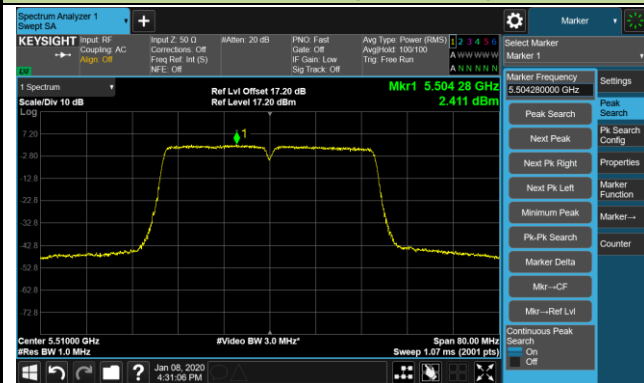 Spectrum Analyzer 1
Swept SA
+
Marker
KEYSIGHT
Input: RF
Coupling: AC
Align: Off
Input Z: 50 Ω
Corrections: Off
Freq Ref: Int (S)
NFE: Off
#Atten: 20 dB
PNO: Fast
Gate: Off
IF Gain: Low
Sig Track: Off
Avg Type: Power (RMS)
Avg|Hold: 100/100
Trig: Free Run
1 2 3 4 5 6
A W W W W W
A N N N N N
Select Marker
Marker 1
1 Spectrum
Scale/Div 10 dB
Log
Ref Lvl Offset 17.20 dB
Ref Level 17.20 dBm
Mkr1 5.504 28 GHz
2.411 dBm
1
7.20
-2.80
-12.8
-22.8
-32.8
-42.8
-52.8
-62.8
-72.8
Center 5.51000 GHz
#Res BW 1.0 MHz
#Video BW 3.0 MHz*
Span 80.00 MHz
Sweep 1.07 ms (2001 pts)
Marker Frequency
5.504280000 GHz
Peak Search
Next Peak
Next Pk Right
Next Pk Left
Minimum Peak
Pk-Pk Search
Marker Delta
Mkr→CF
Mkr→Ref Lvl
Continuous Peak
Search
On
Off
Settings
Peak
Search
Pk Search
Config
Properties
Marker
Function
Marker→
Counter
?
Jan 08, 2020
4:31:06 PM